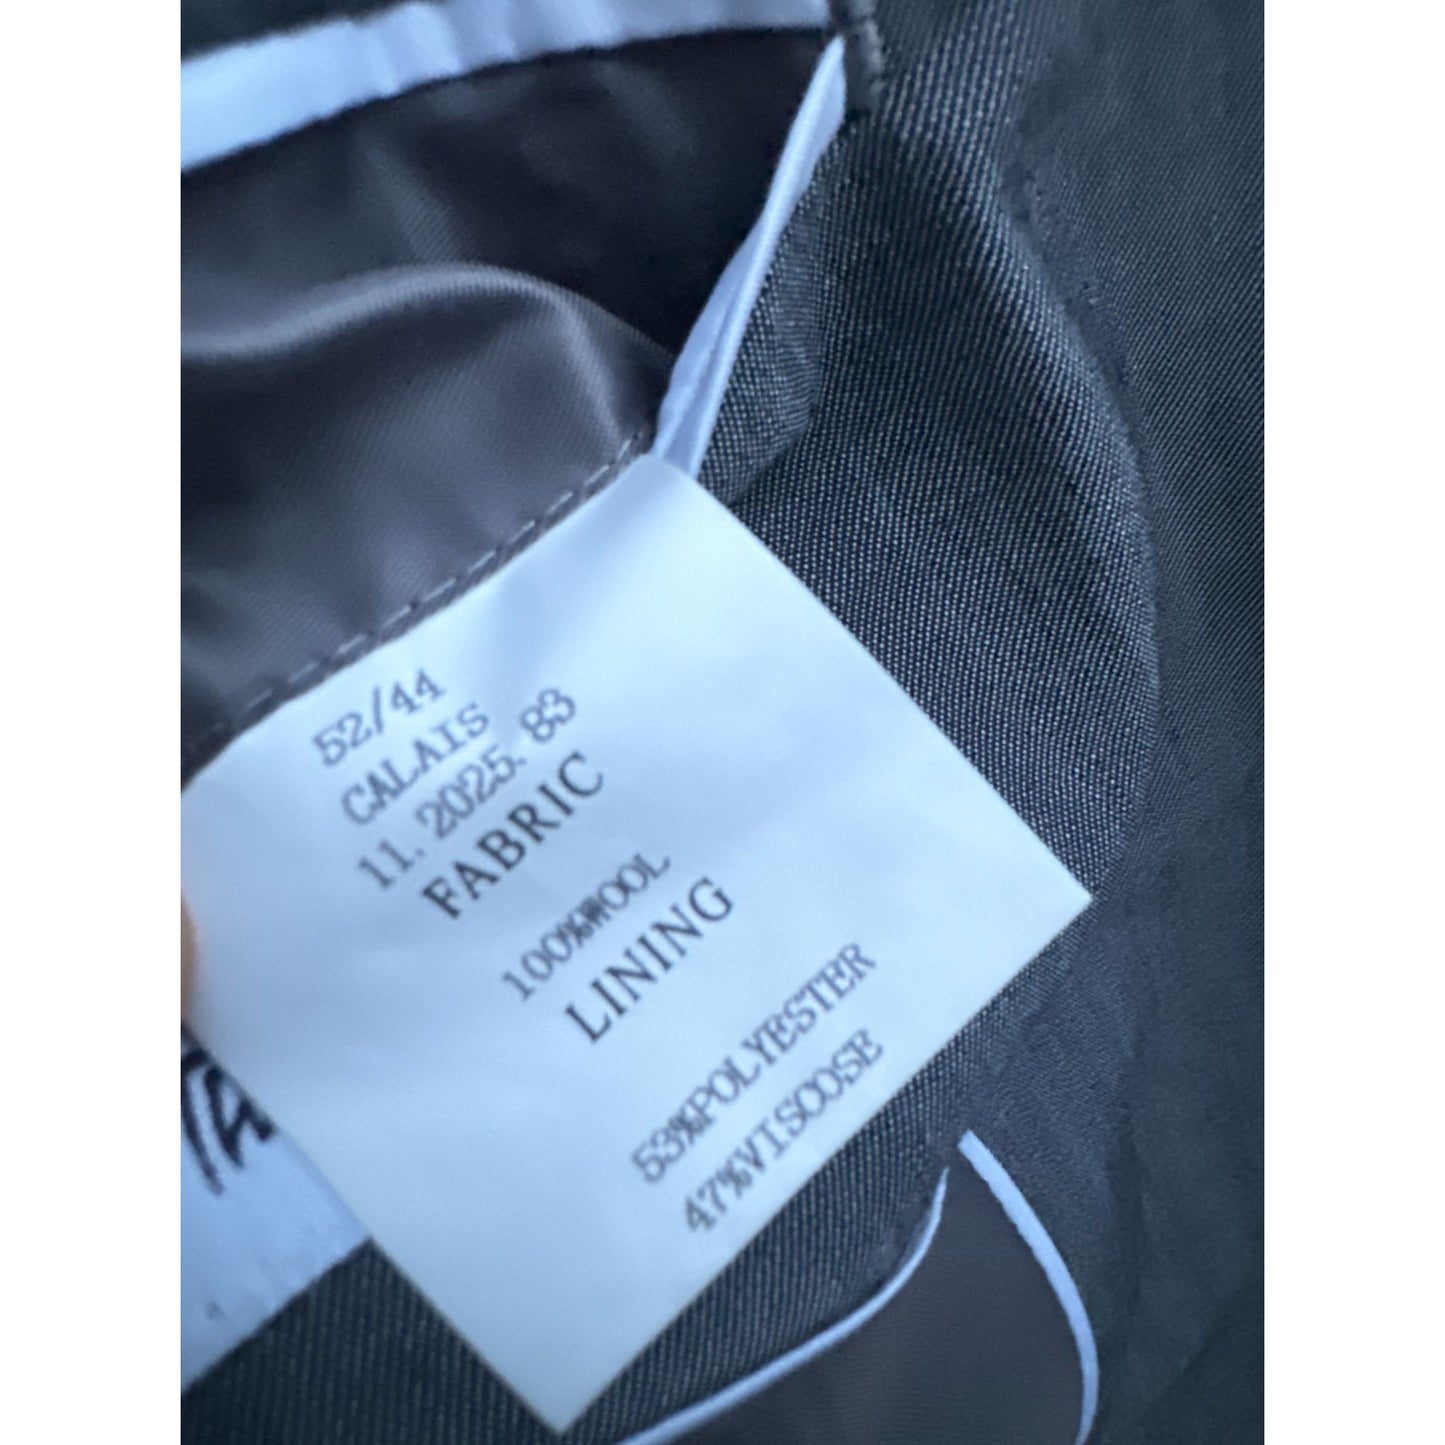 52/44
CALAIS
11.2025.83
FABRIC
100%WOOL
LINING
53%POLYESTER
47%VISCOSE